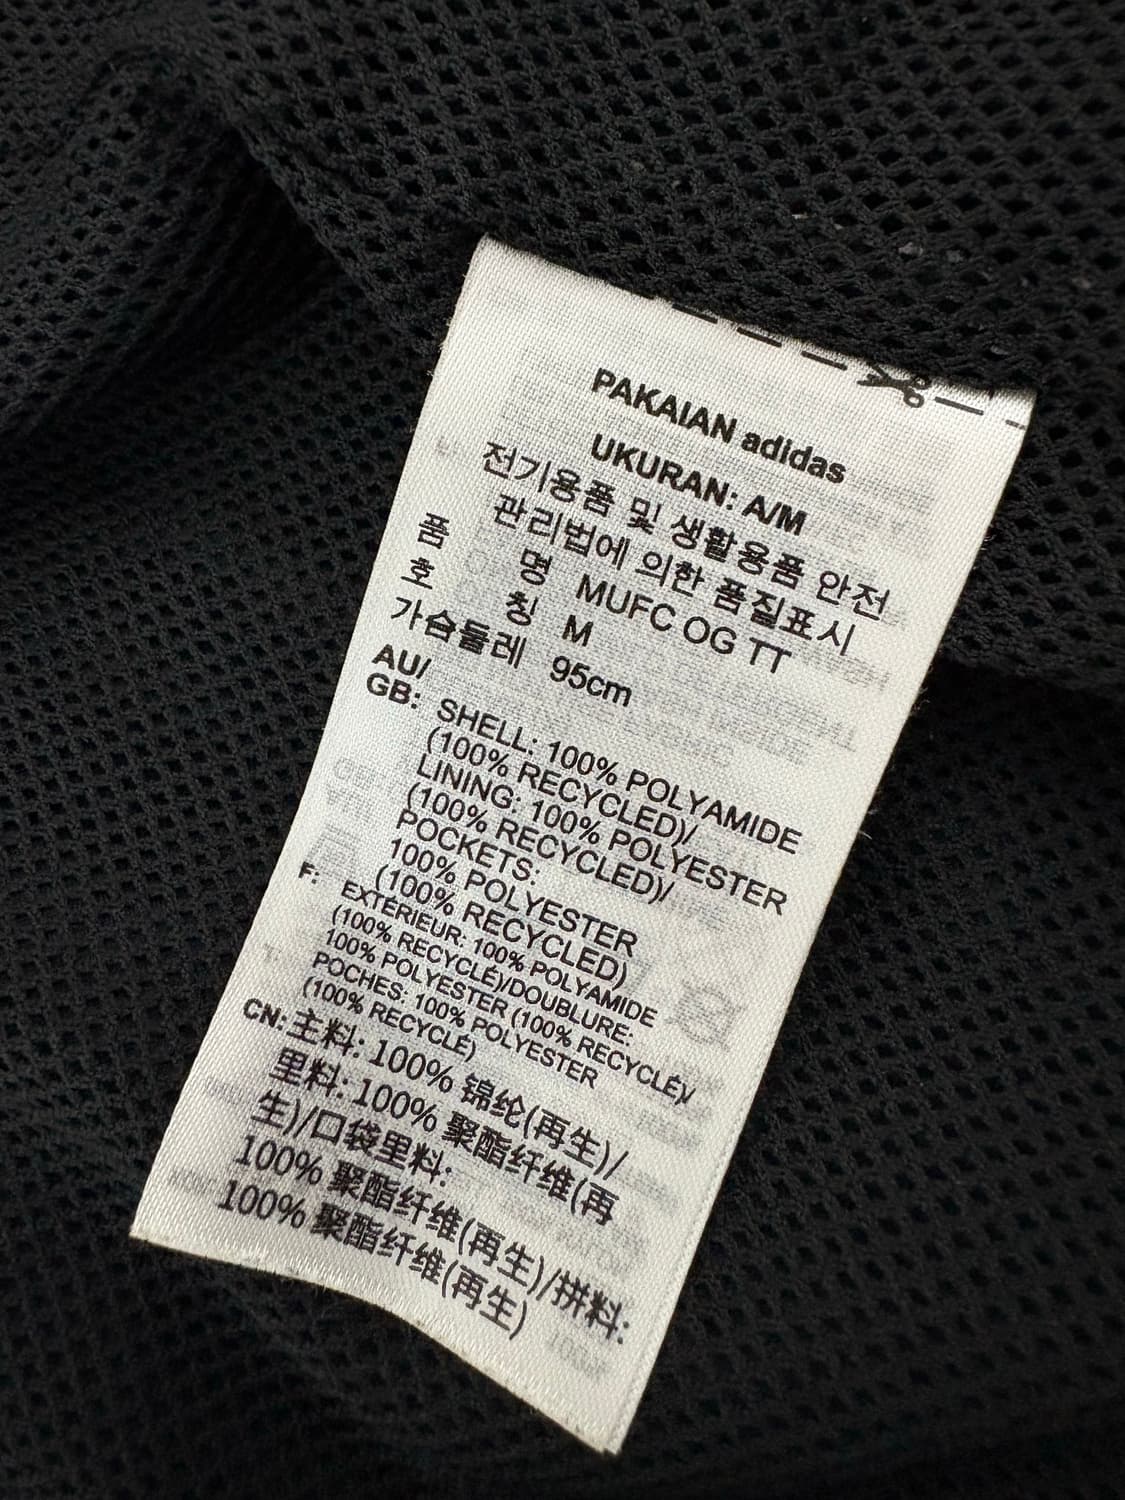 PAKAIAN adidas
UKURAN: A/M
전기용품 및 생활용품 안전
관리법에 의한 품질표시
품 명 MUFC OG TT
호 칭 M
가슴둘레 95cm
AU/
GB: SHELL: 100% POLYAMIDE
(100% RECYCLED)/
LINING: 100% POLYESTER
(100% RECYCLED)/
POCKETS:
100% POLYESTER
(100% RECYCLED)
F: EXTÉRIEUR: 100% POLYAMIDE
(100% RECYCLÉ)/DOUBLURE:
100% POLYESTER (100% RECYCLÉ)/
POCHES: 100% POLYESTER
(100% RECYCLÉ)
CN: 主料: 100% 锦纶(再生)/
里料: 100% 聚酯纤维(再
生)/口袋里料:
100% 聚酯纤维(再生)/拼料:
100% 聚酯纤维(再生)